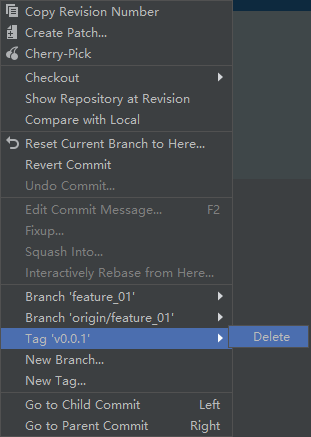 Copy Revision Number
Create Patch...
Cherry-Pick
Checkout
Show Repository at Revision
Compare with Local
Reset Current Branch to Here...
Revert Commit
Undo Commit...
Edit Commit Message... F2
Fixup...
Squash Into...
Interactively Rebase from Here...
Branch 'feature_01'
Branch 'origin/feature_01'
Tag 'v0.0.1' Delete
New Branch...
New Tag...
Go to Child Commit Left
Go to Parent Commit Right